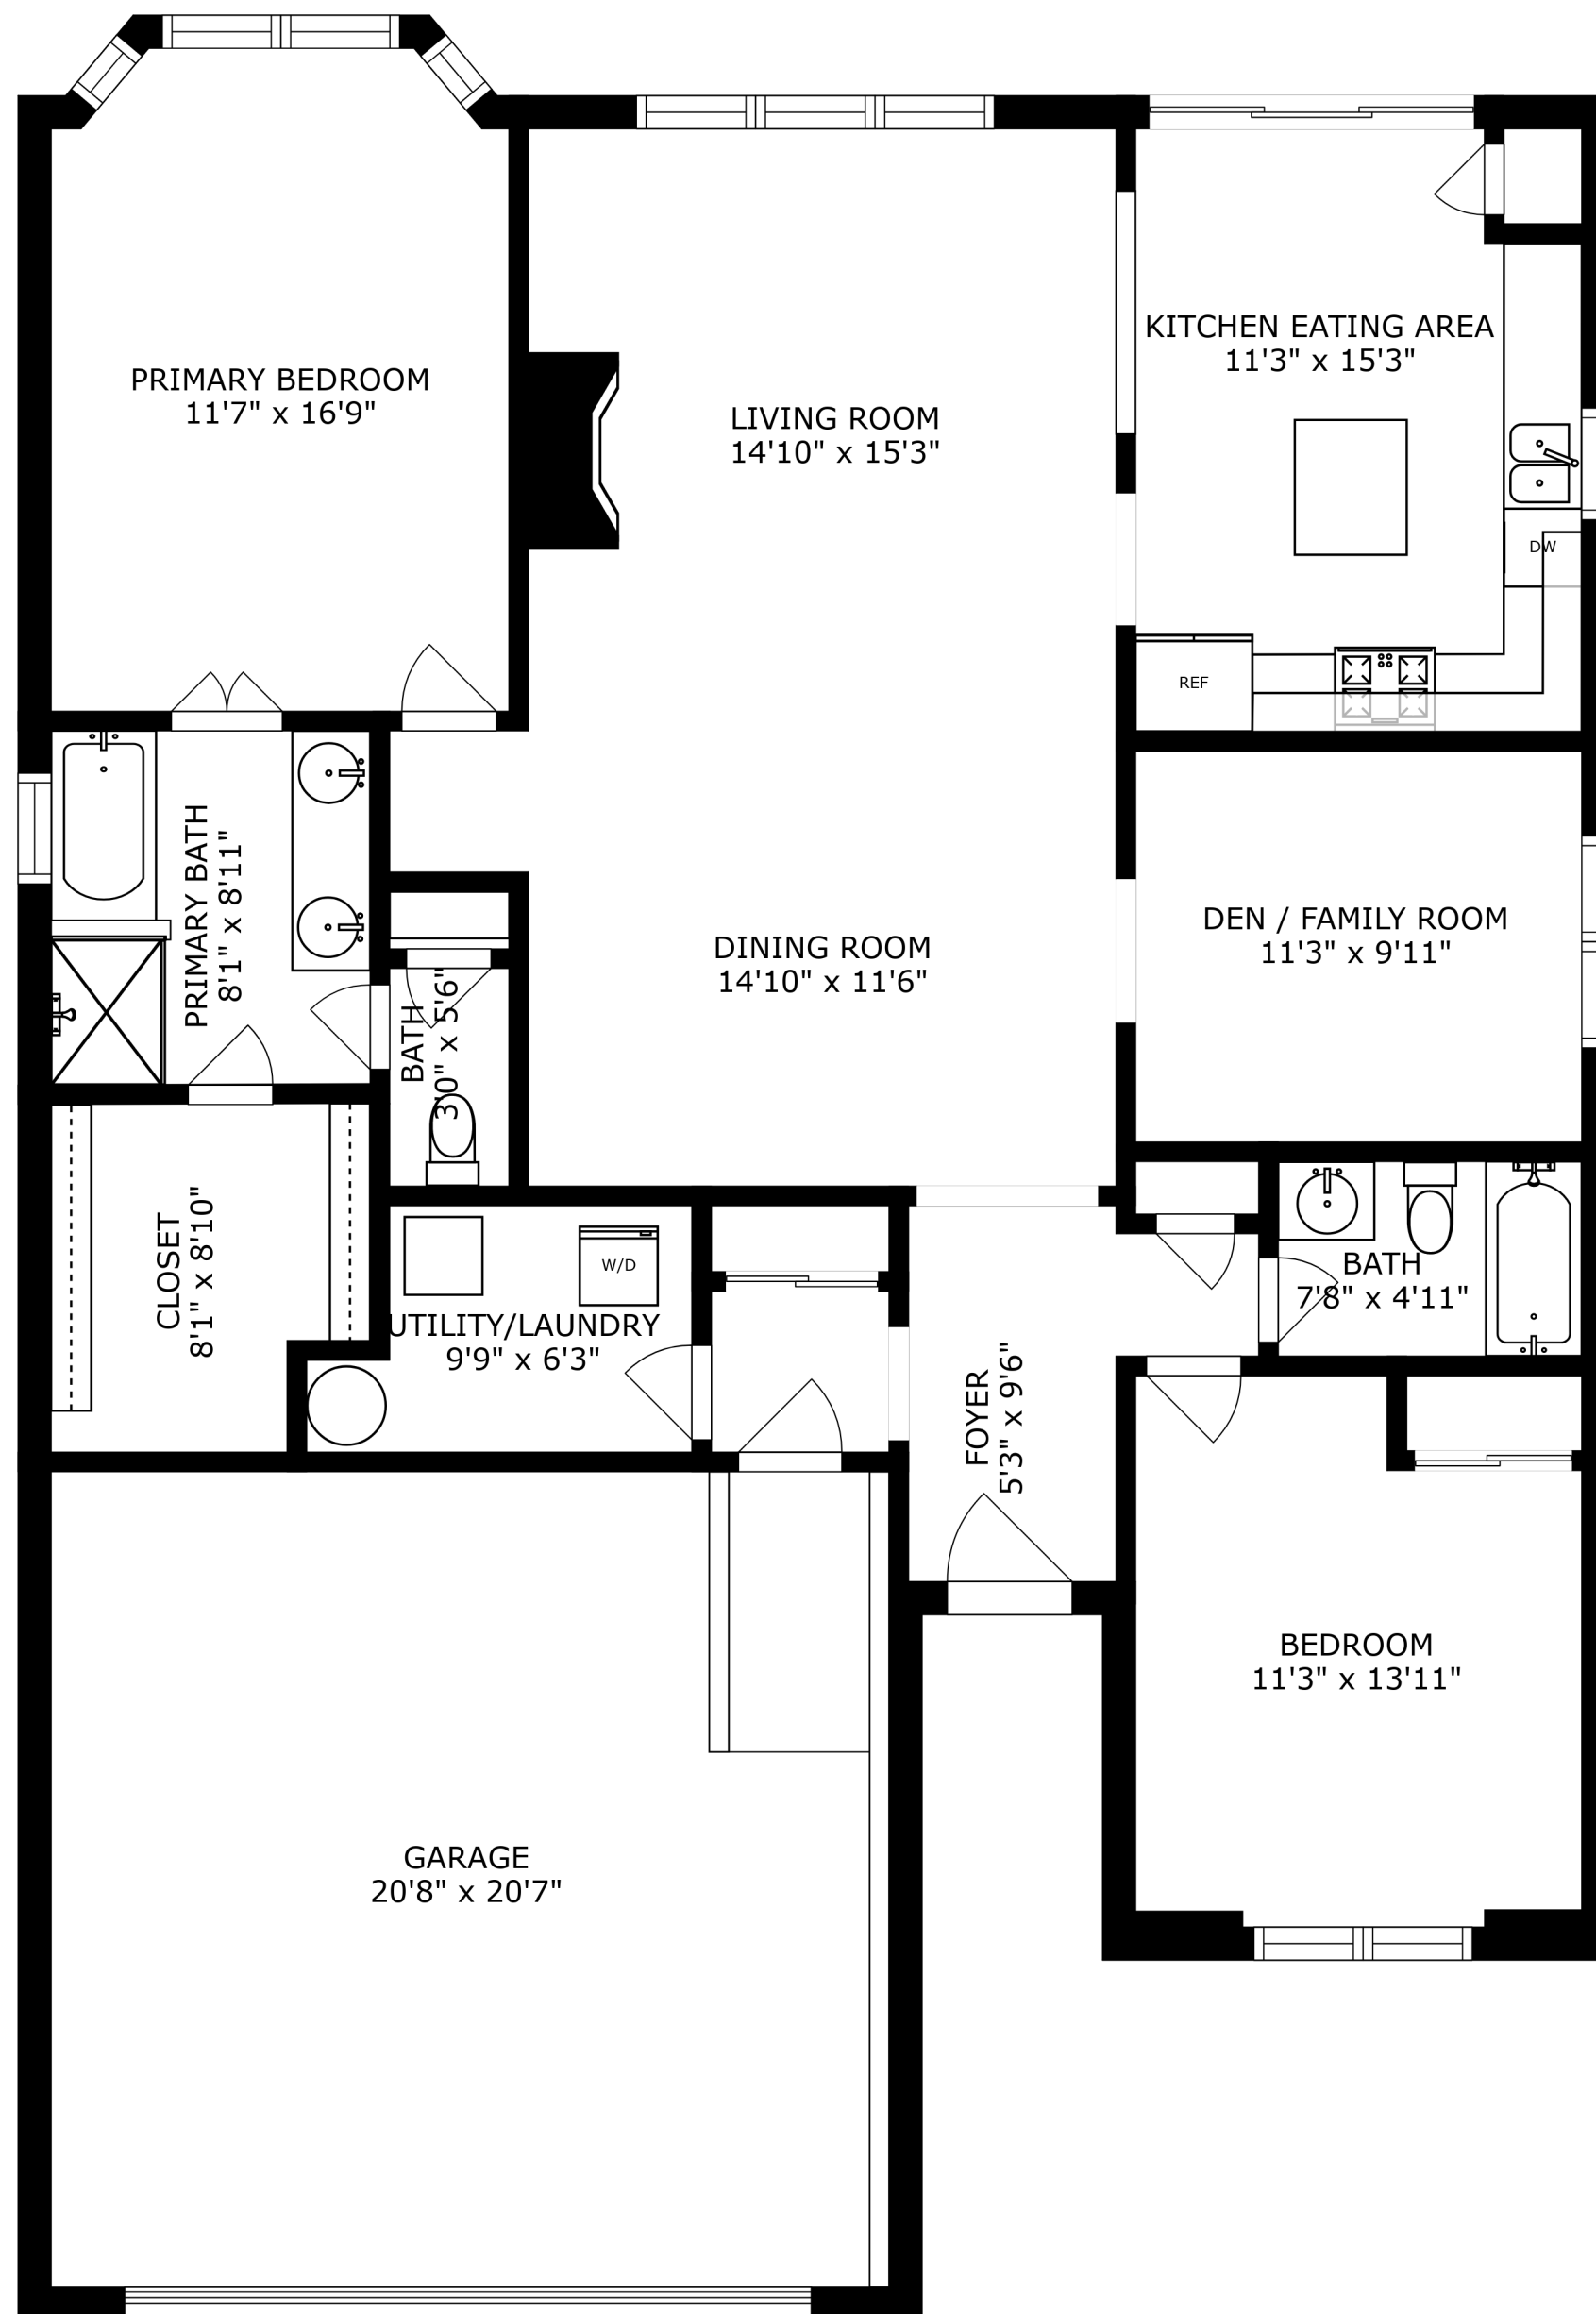 KITCHEN EATING AREA
11'3" x 15'3"
PRIMARY BEDROOM
11'7" x 16'9"
LIVING ROOM
14'10" x 15'3"
DW
REF
PRIMARY BATH
8'1" x 8'11"
DEN / FAMILY ROOM
11'3" x 9'11"
DINING ROOM
14'10" x 11'6"
BATH
3'0" x 5'6"
CLOSET
8'1" x 8'10"
W/D
UTILITY/LAUNDRY
9'9" x 6'3"
BATH
7'8" x 4'11"
FOYER
5'3" x 9'6"
BEDROOM
11'3" x 13'11"
GARAGE
20'8" x 20'7"